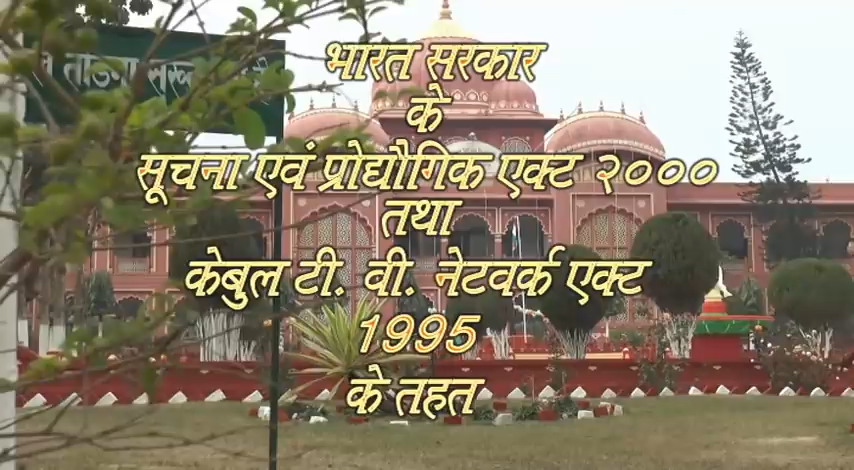 भारत सरकार
के
सूचना एवं प्रोद्यौगिक एक्ट २०००
तथा
केबुल टी. वी. नेटवर्क एक्ट
1995
के तहत